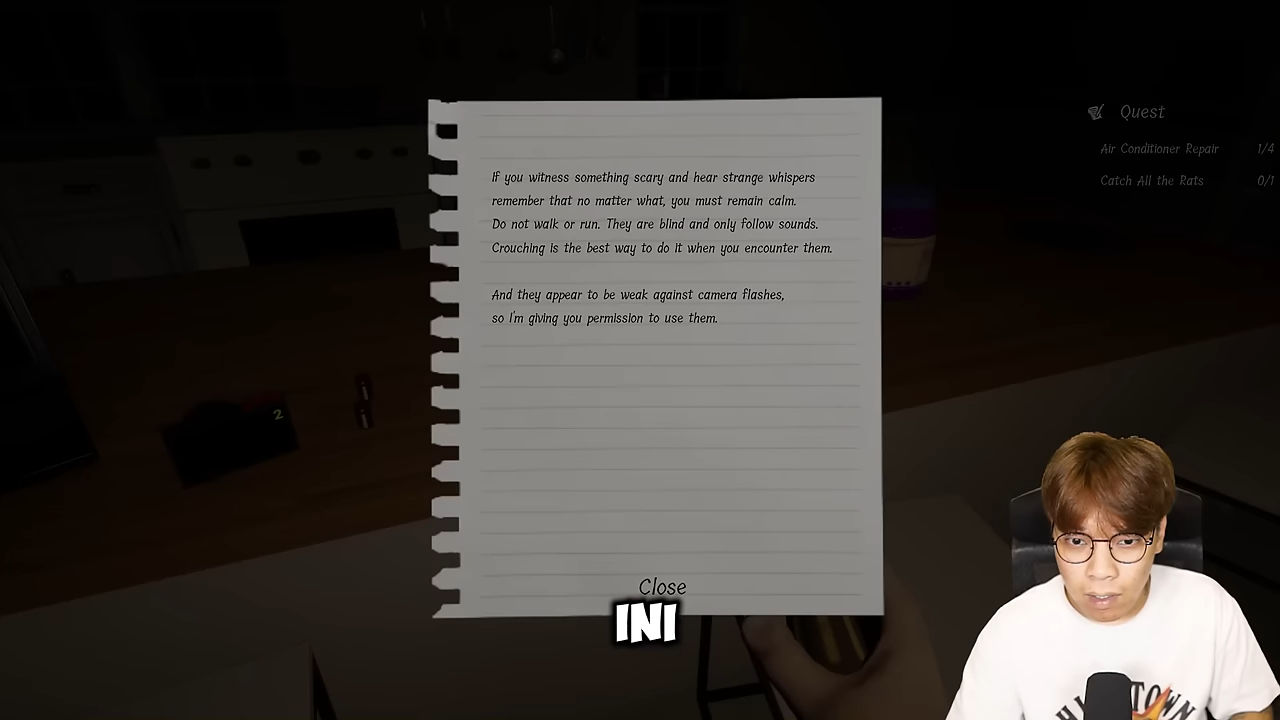 Quest
Air Conditioner Repair 1/4
Catch All the Rats 0/1
If you witness something scary and hear strange whispers
remember that no matter what, you must remain calm.
Do not walk or run. They are blind and only follow sounds.
Crouching is the best way to do it when you encounter them.
And they appear to be weak against camera flashes,
so I'm giving you permission to use them.
2
Close
INI